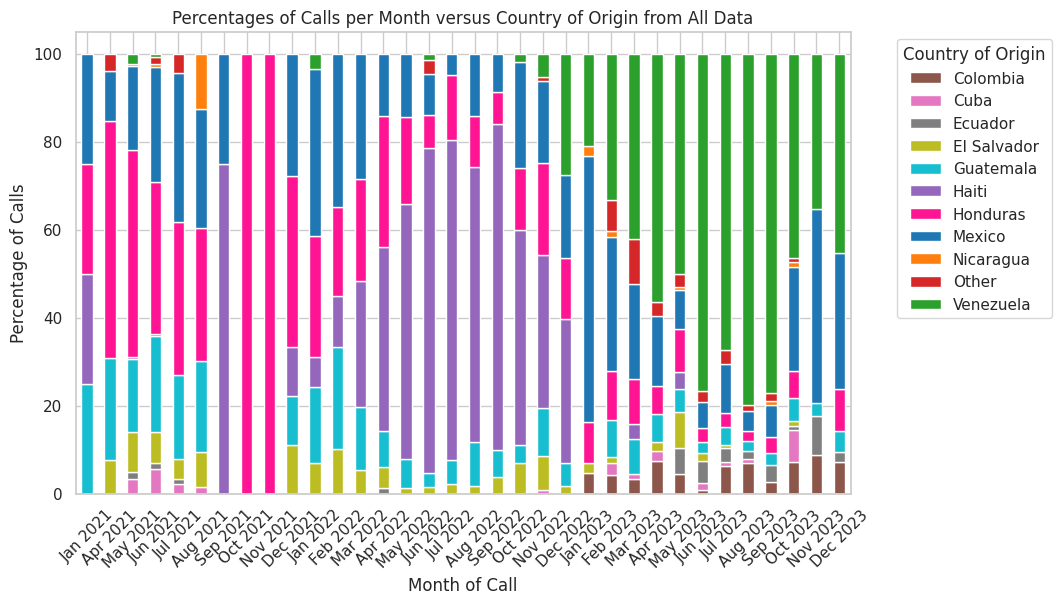 Percentages of Calls per Month versus Country of Origin from All Data
Percentage of Calls
100
80
60
40
20
0
Jan 2021
Apr 2021
May 2021
Jun 2021
Jul 2021
Aug 2021
Sep 2021
Oct 2021
Nov 2021
Dec 2021
Jan 2022
Feb 2022
Mar 2022
Apr 2022
May 2022
Jun 2022
Jul 2022
Aug 2022
Sep 2022
Oct 2022
Nov 2022
Dec 2022
Jan 2023
Feb 2023
Mar 2023
Apr 2023
May 2023
Jun 2023
Jul 2023
Aug 2023
Sep 2023
Oct 2023
Nov 2023
Dec 2023
Month of Call
Country of Origin
Colombia
Cuba
Ecuador
El Salvador
Guatemala
Haiti
Honduras
Mexico
Nicaragua
Other
Venezuela